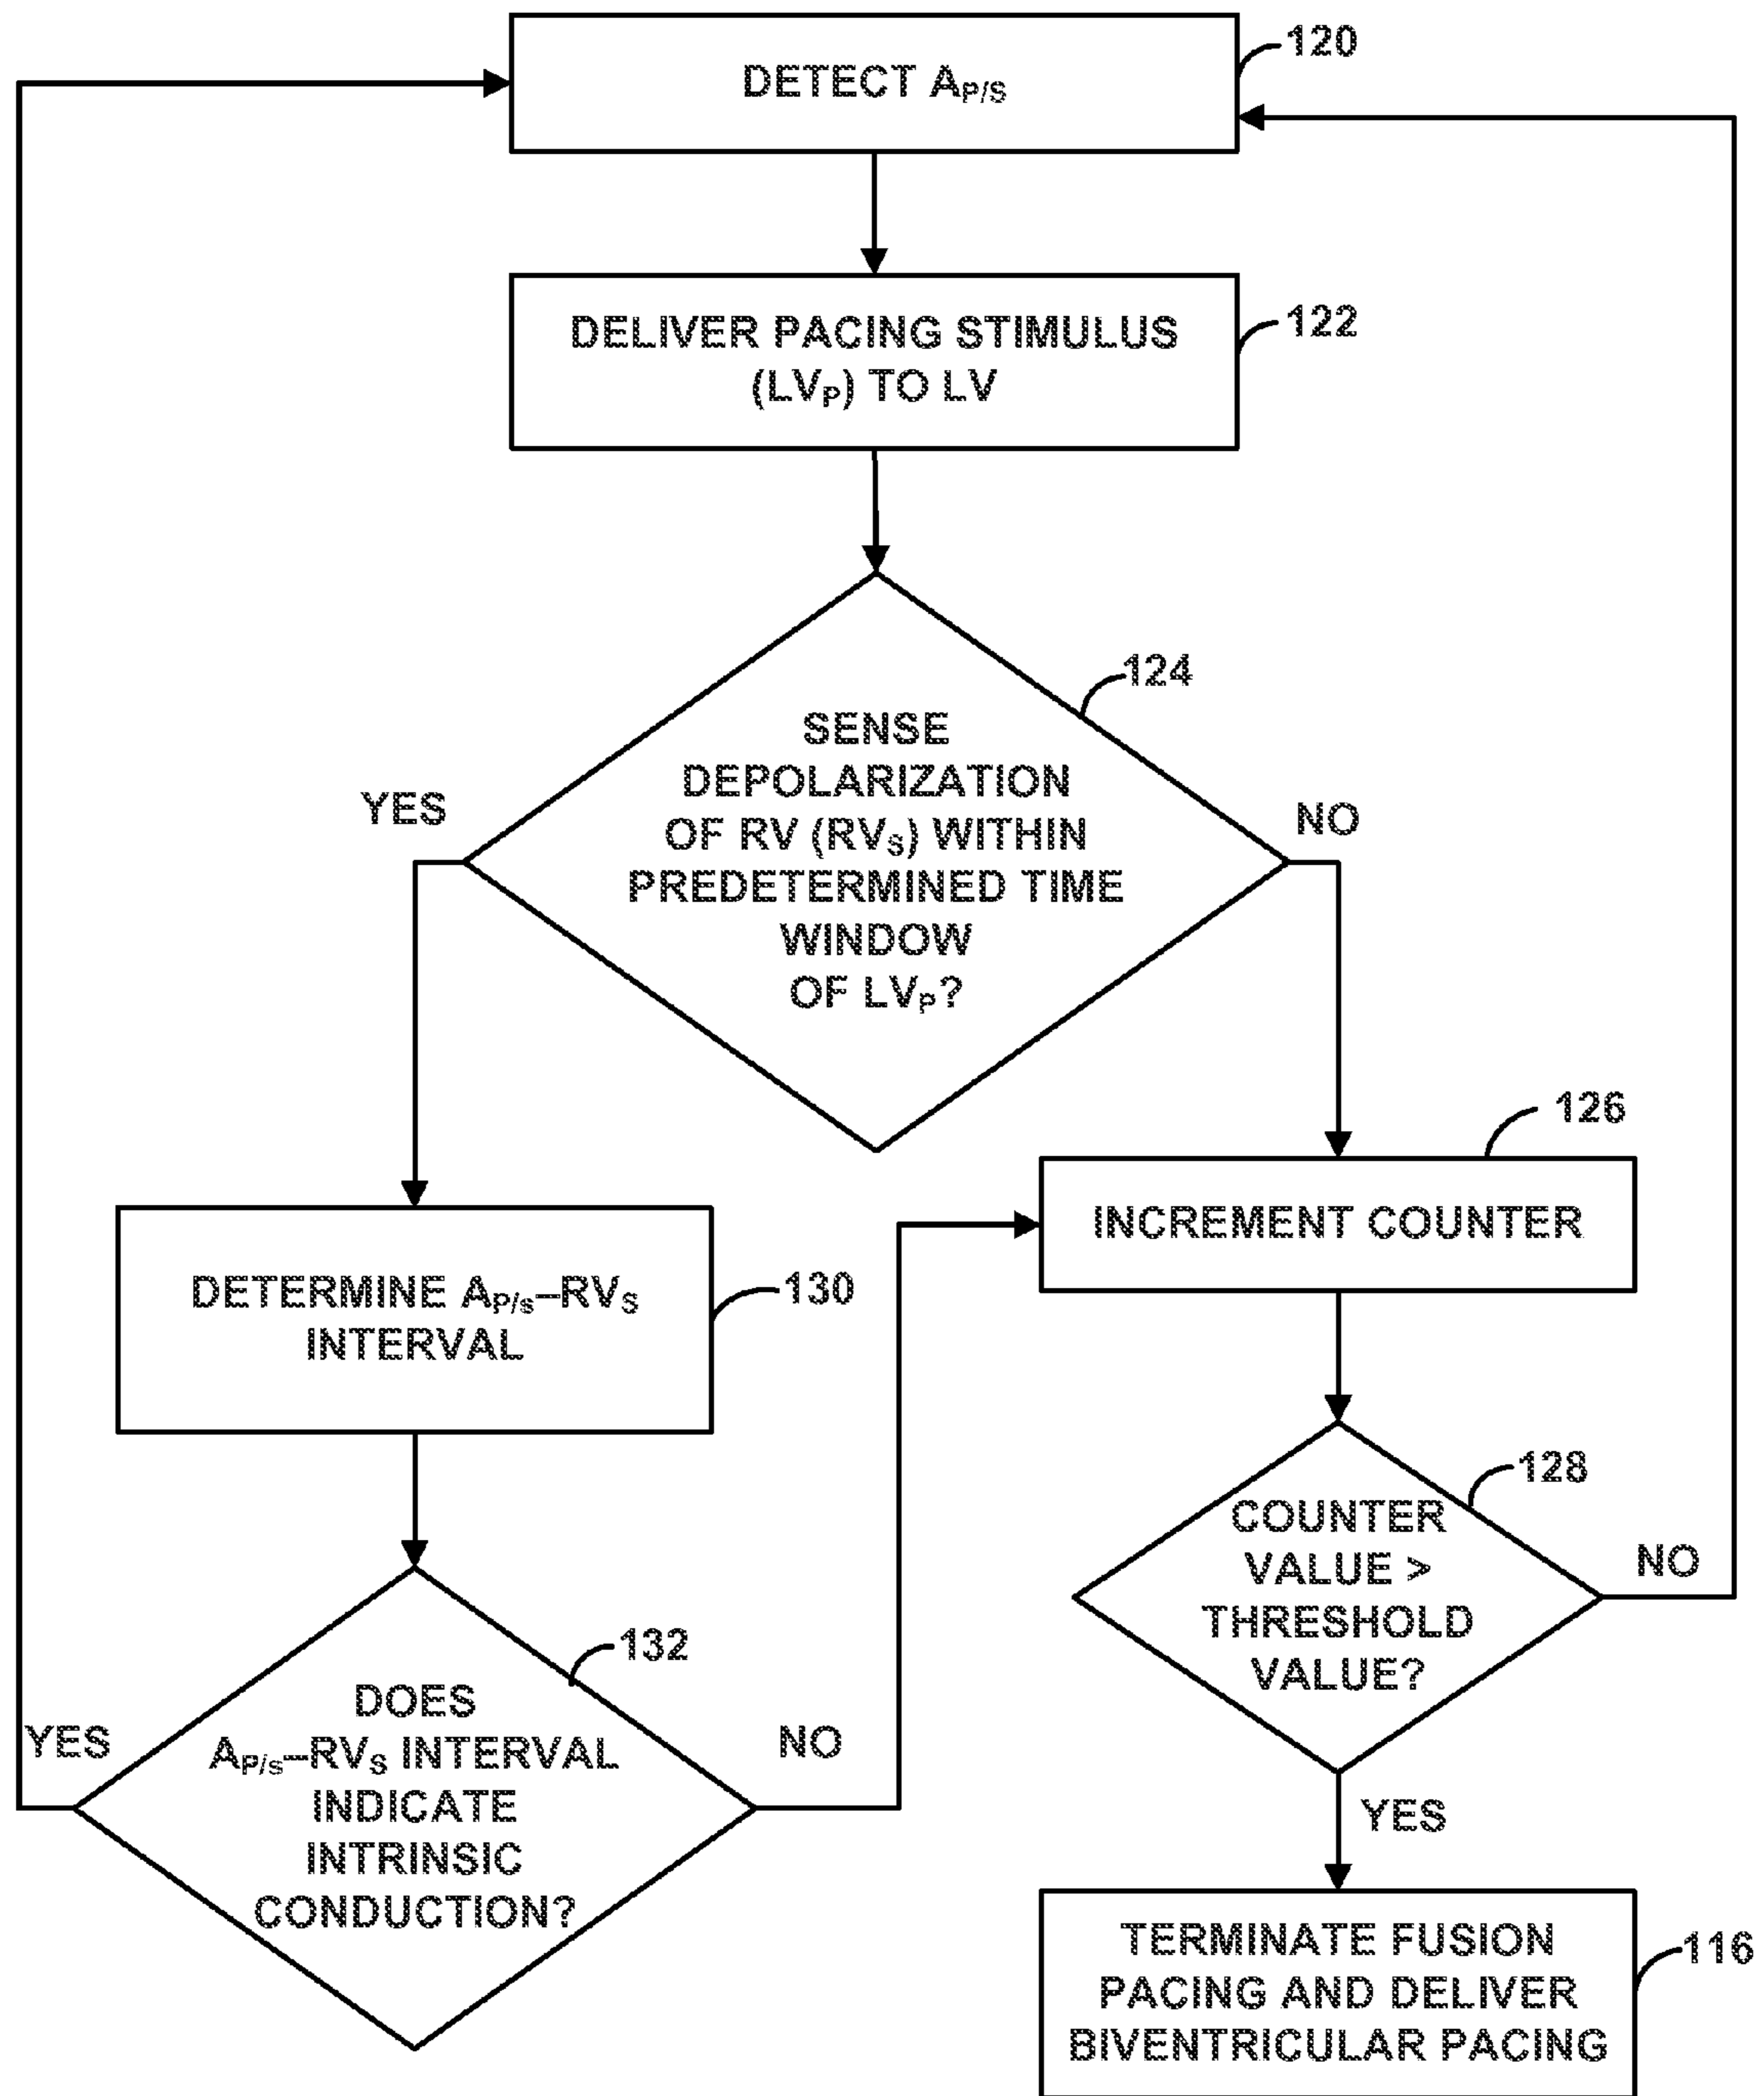 DETECT AP/S
120
DELIVER PACING STIMULUS
(LVP) TO LV
122
124
SENSE
DEPOLARIZATION
OF RV (RVS) WITHIN
PREDETERMINED TIME
WINDOW
OF LVP?
YES
NO
126
INCREMENT COUNTER
DETERMINE AP/s–RVS
INTERVAL
130
128
COUNTER
VALUE >
THRESHOLD
VALUE?
NO
YES
132
DOES
AP/s–RVS INTERVAL
INDICATE
INTRINSIC
CONDUCTION?
YES
NO
TERMINATE FUSION
PACING AND DELIVER
BIVENTRICULAR PACING
116